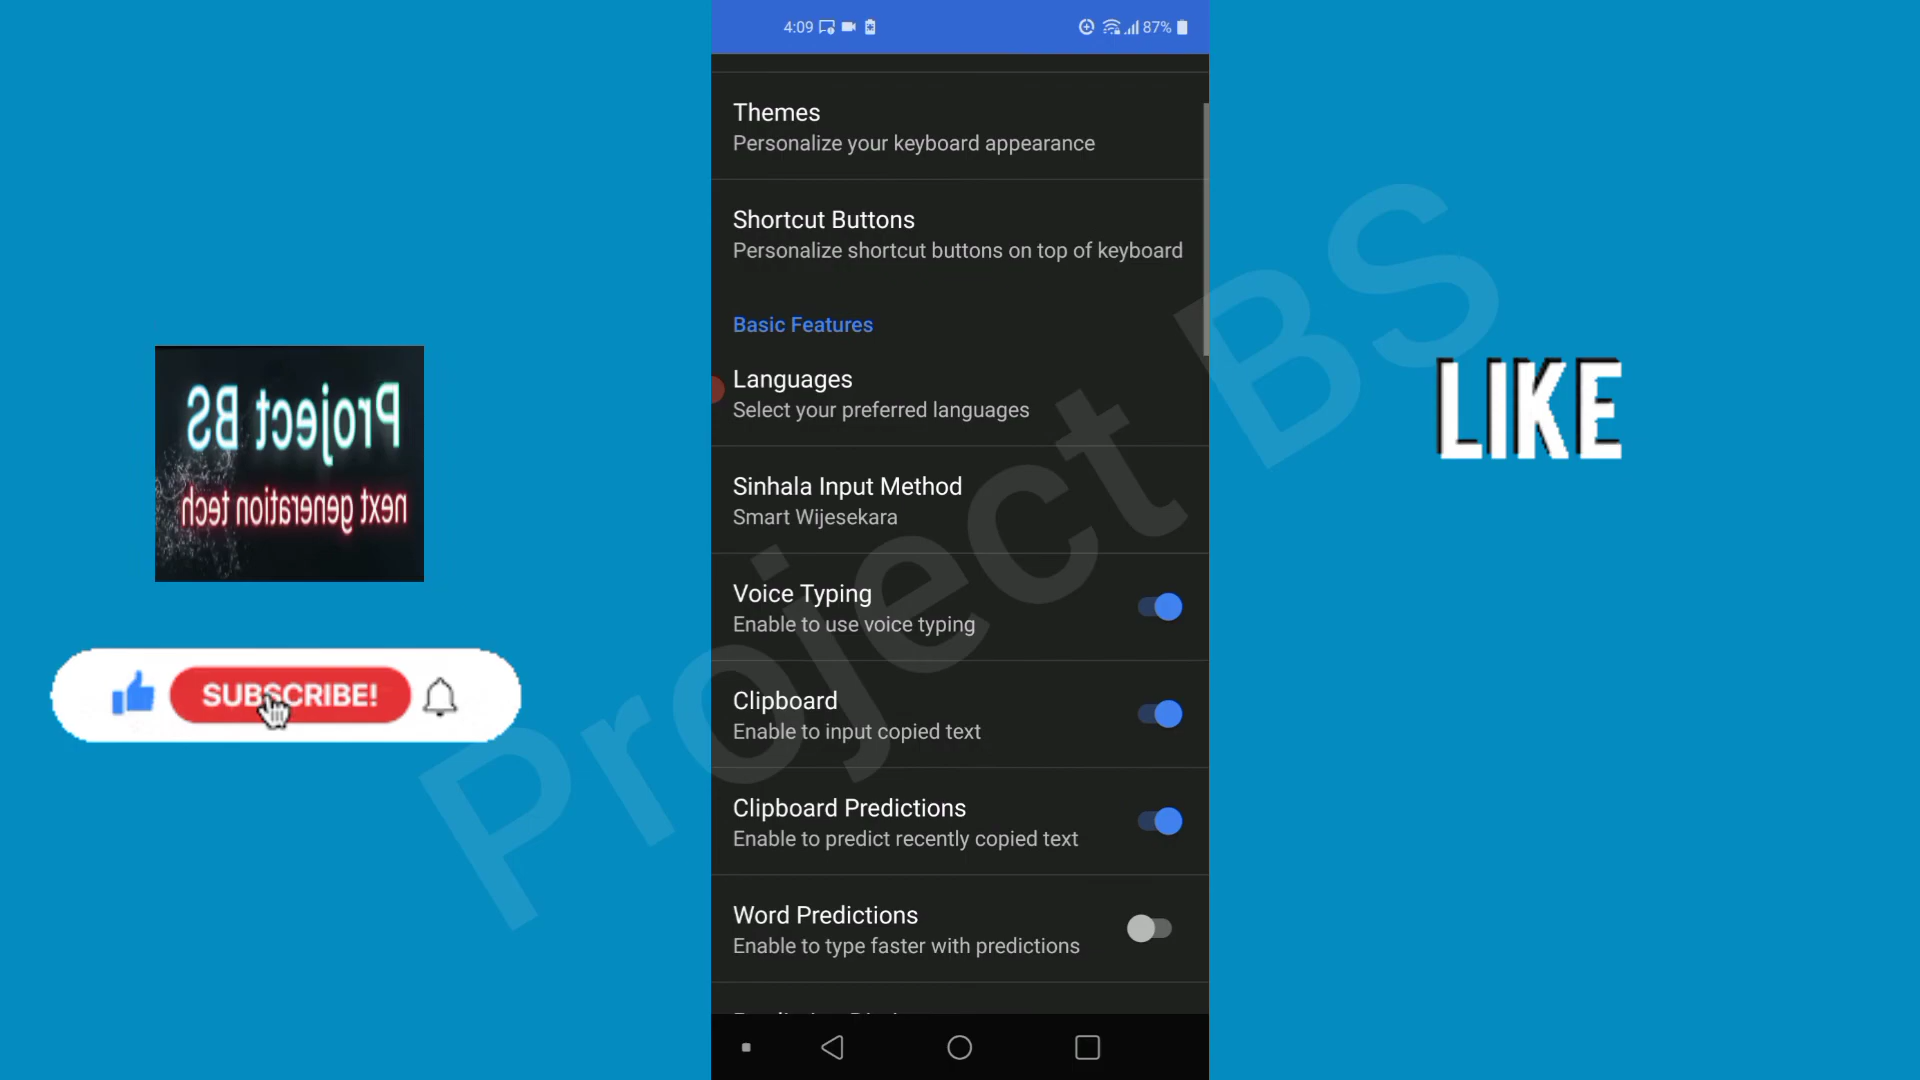 4:09
87%
Themes
Personalize your keyboard appearance
Shortcut Buttons
Personalize shortcut buttons on top of keyboard
Basic Features
Languages
Select your preferred languages
Sinhala Input Method
Smart Wijesekara
Voice Typing
Enable to use voice typing
Clipboard
Enable to input copied text
Clipboard Predictions
Enable to predict recently copied text
Word Predictions
Enable to type faster with predictions
Project BS
next generation tech
SUBSCRIBE!
LIKE
Project BS